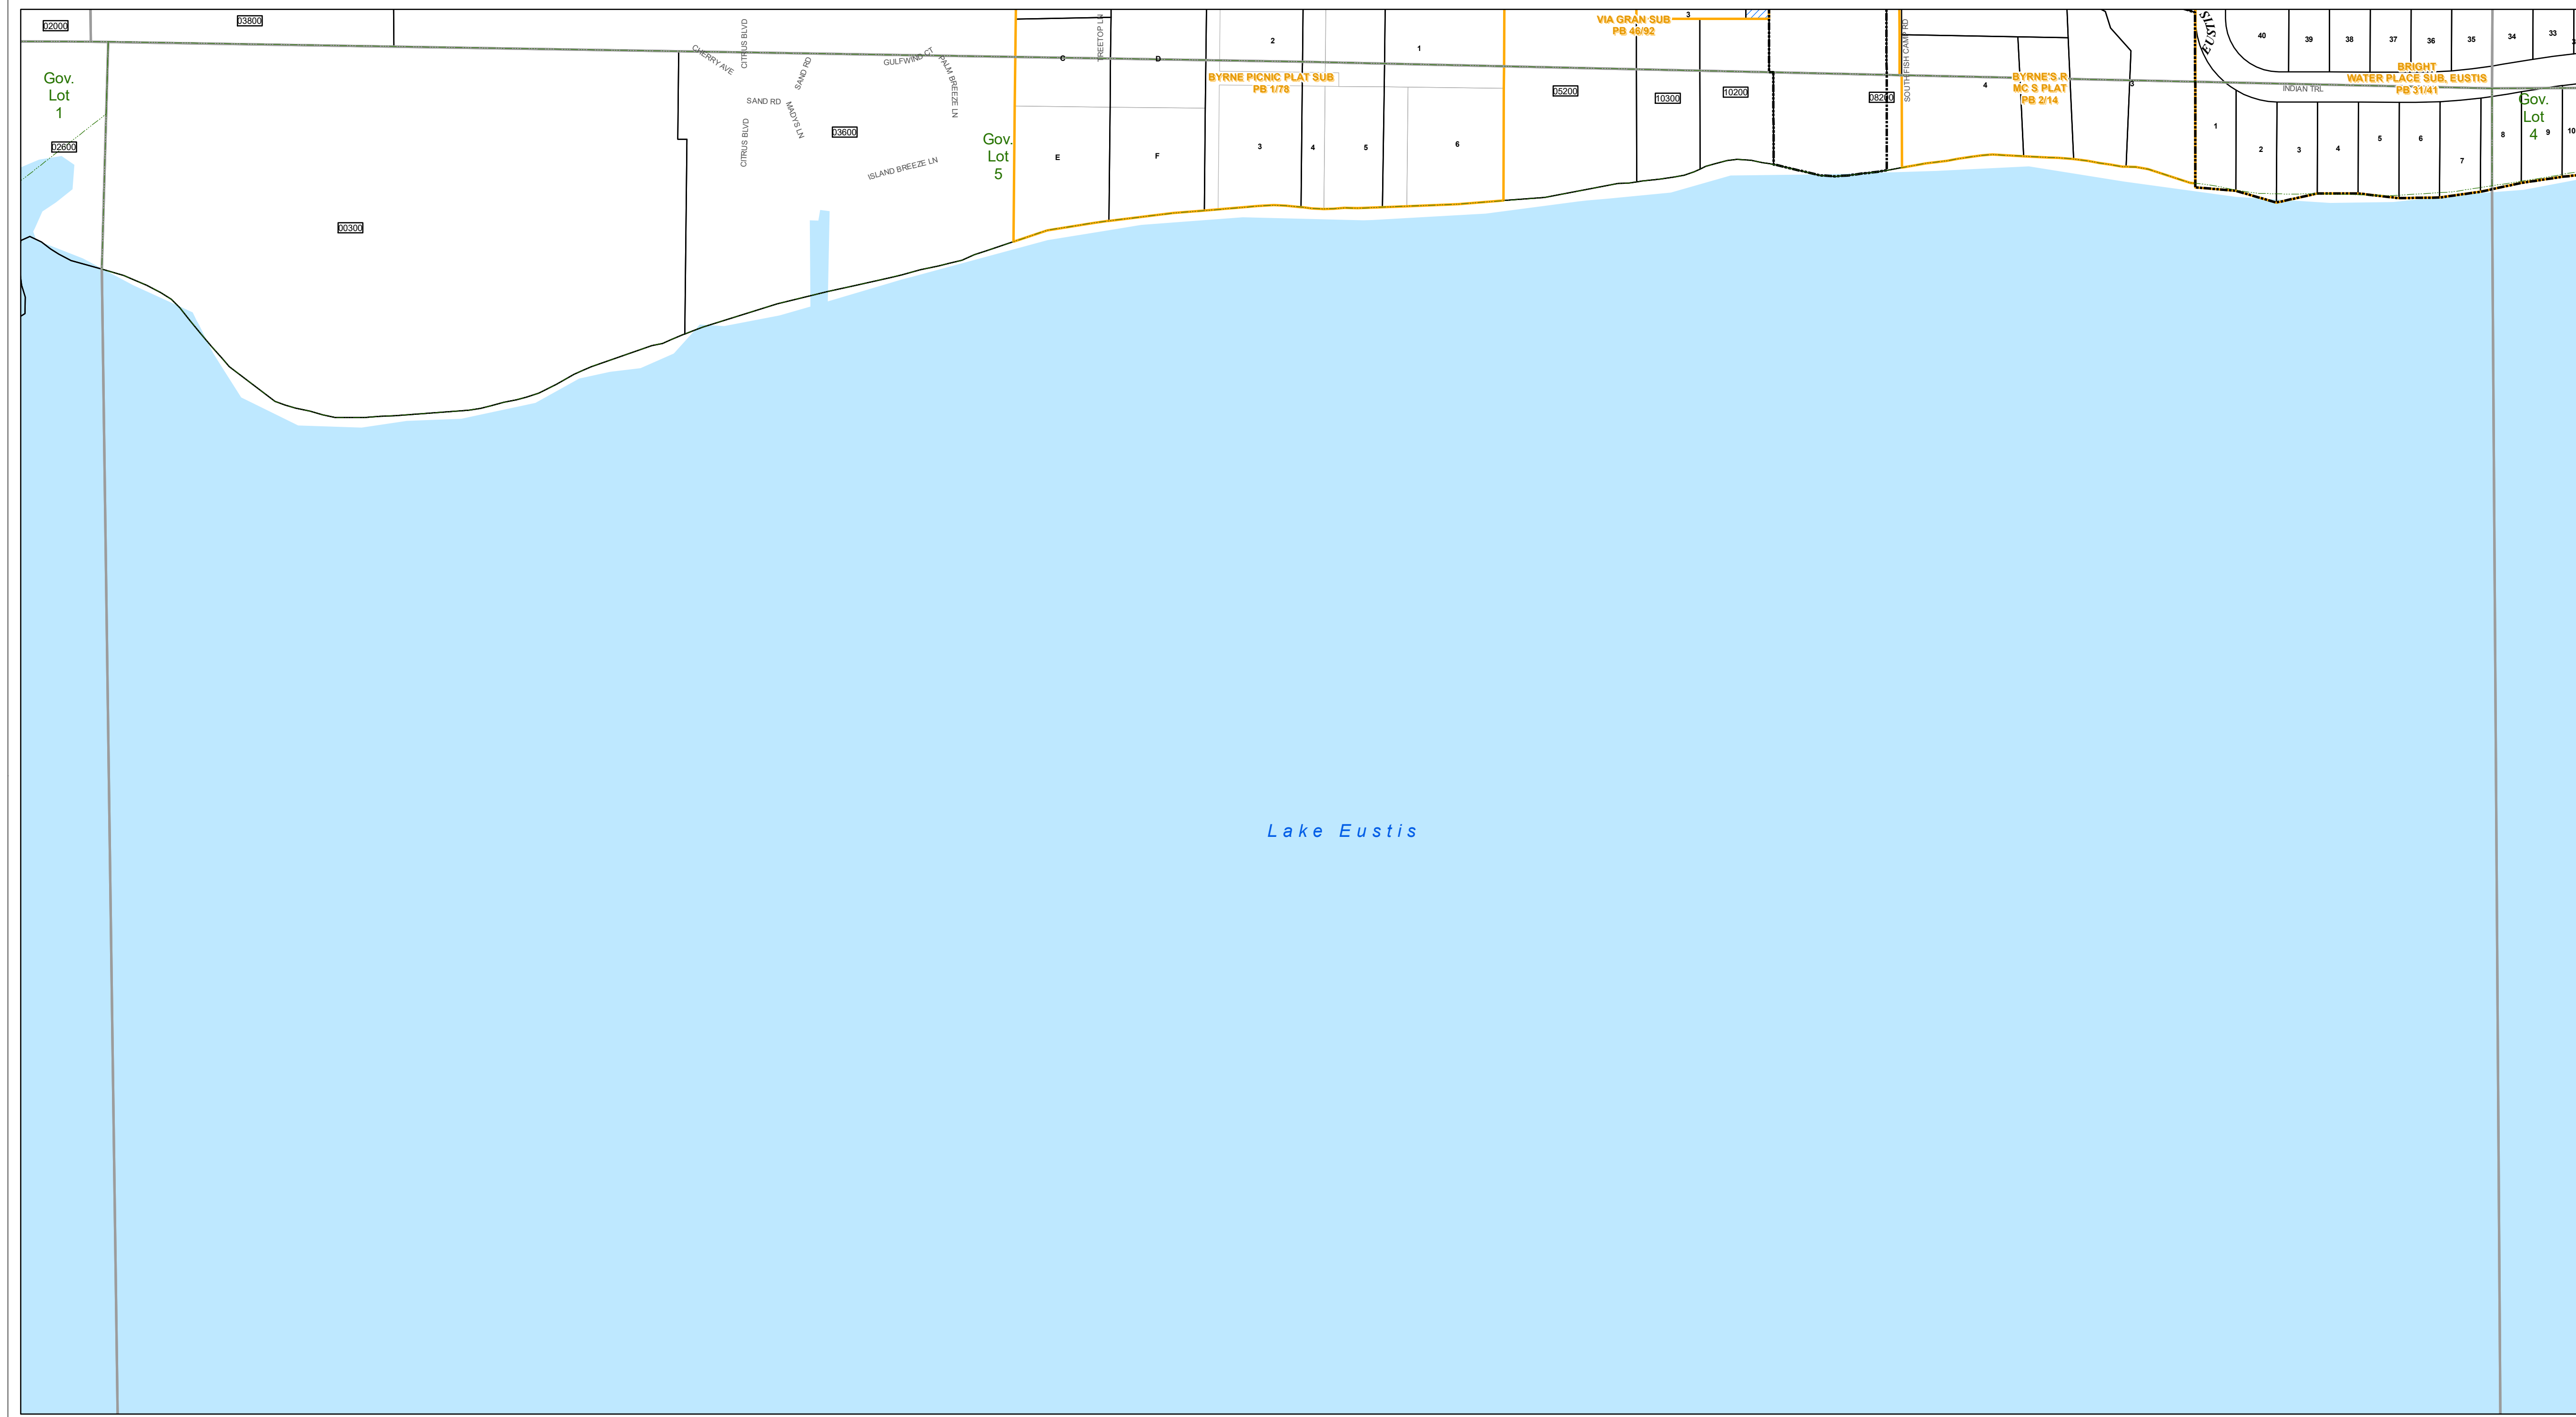 02000
03800
Gov.
Lot
1
02600
00300
CHERRY AVE
CITRUS BLVD
SAND RD
GULFWIND CT
PALM BREEZE LN
SAND RD
MADYS LN
CITRUS BLVD
03600
ISLAND BREEZE LN
Gov.
Lot
5
C
TREETOP LN
D
E
F
2
1
BYRNE PICNIC PLAT SUB
PB 1/78
3
4
5
6
VIA GRAN SUB
PB 46/92
3
05200
10300
10200
08200
SOUTH FISH CAMP RD
4
BYRNE'S R
MC S PLAT
PB 2/14
3
EUSTIS
40
39
38
37
36
35
34
33
BRIGHT
WATER PLACE SUB, EUSTIS
PB 31/41
INDIAN TRL
Gov.
Lot
4
1
2
3
4
5
6
7
8
9
10
Lake Eustis